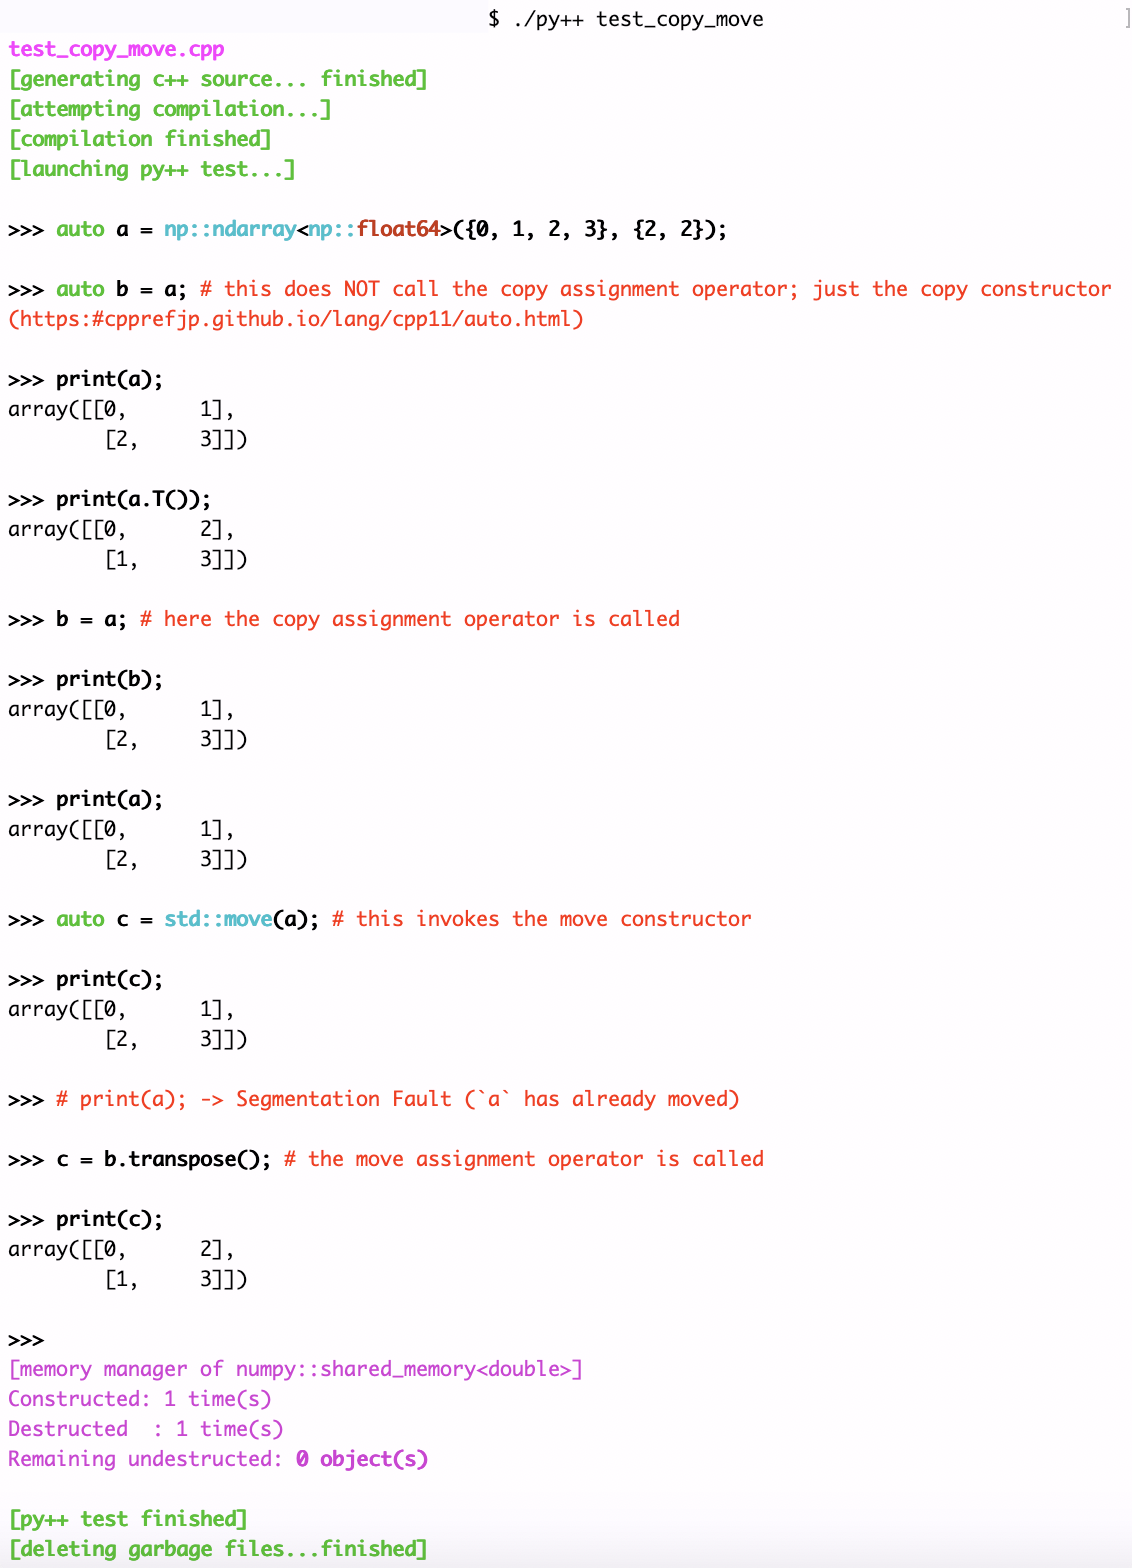 $ ./py++ test_copy_move ]
test_copy_move.cpp
[generating c++ source... finished]
[attempting compilation...]
[compilation finished]
[launching py++ test...]
>>> auto a = np::ndarray<np::float64>({0, 1, 2, 3}, {2, 2});
>>> auto b = a; # this does NOT call the copy assignment operator; just the copy constructor
(https:#cpprefjp.github.io/lang/cpp11/auto.html)
>>> print(a);
array([[0,      1],
        [2,     3]])
>>> print(a.T());
array([[0,      2],
        [1,     3]])
>>> b = a; # here the copy assignment operator is called
>>> print(b);
array([[0,      1],
        [2,     3]])
>>> print(a);
array([[0,      1],
        [2,     3]])
>>> auto c = std::move(a); # this invokes the move constructor
>>> print(c);
array([[0,      1],
        [2,     3]])
>>> # print(a); -> Segmentation Fault (`a` has already moved)
>>> c = b.transpose(); # the move assignment operator is called
>>> print(c);
array([[0,      2],
        [1,     3]])
>>>
[memory manager of numpy::shared_memory<double>]
Constructed: 1 time(s)
Destructed  : 1 time(s)
Remaining undestructed: 0 object(s)
[py++ test finished]
[deleting garbage files...finished]